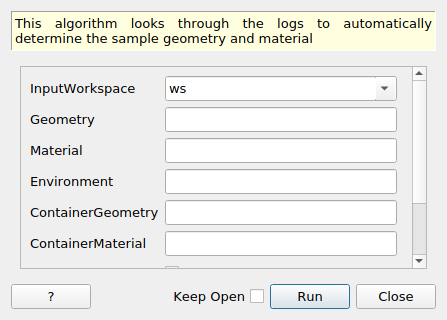 This algorithm looks through the logs to automatically
determine the sample geometry and material
InputWorkspace ws
Geometry
Material
Environment
ContainerGeometry
ContainerMaterial
? Keep Open Run Close